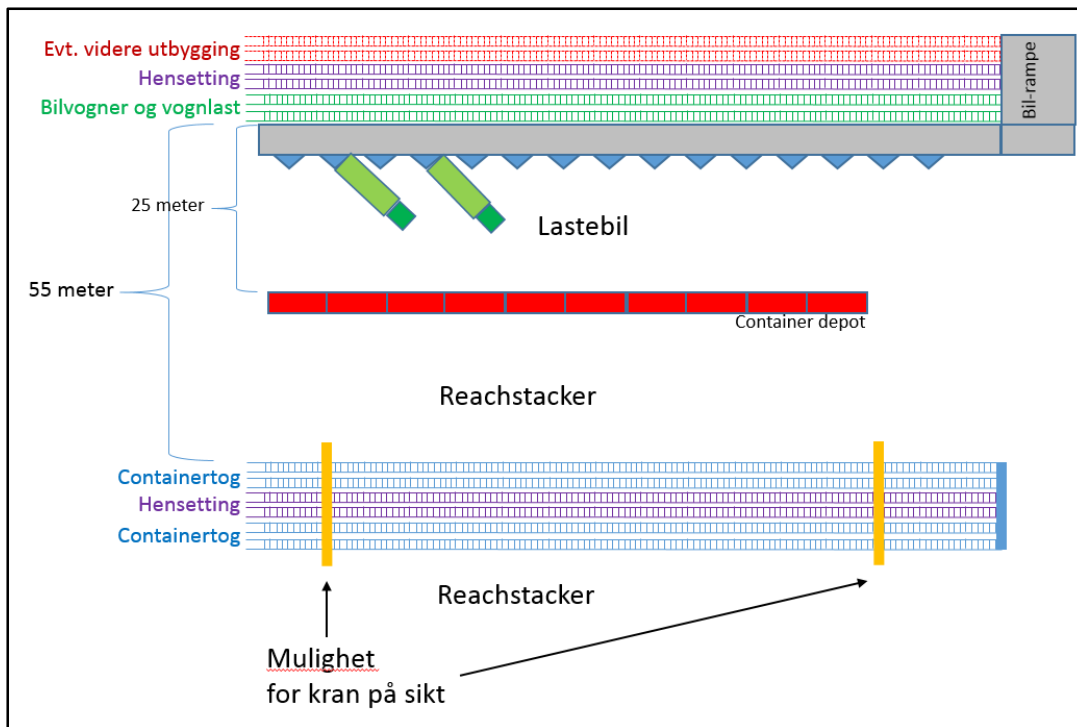 Evt. videre utbygging
Hensetting
Bilvogner og vognlast
Bil-rampe
25 meter
Lastebil
55 meter
Container depot
Reachstacker
Containertog
Hensetting
Containertog
Reachstacker
Mulighet
for kran på sikt